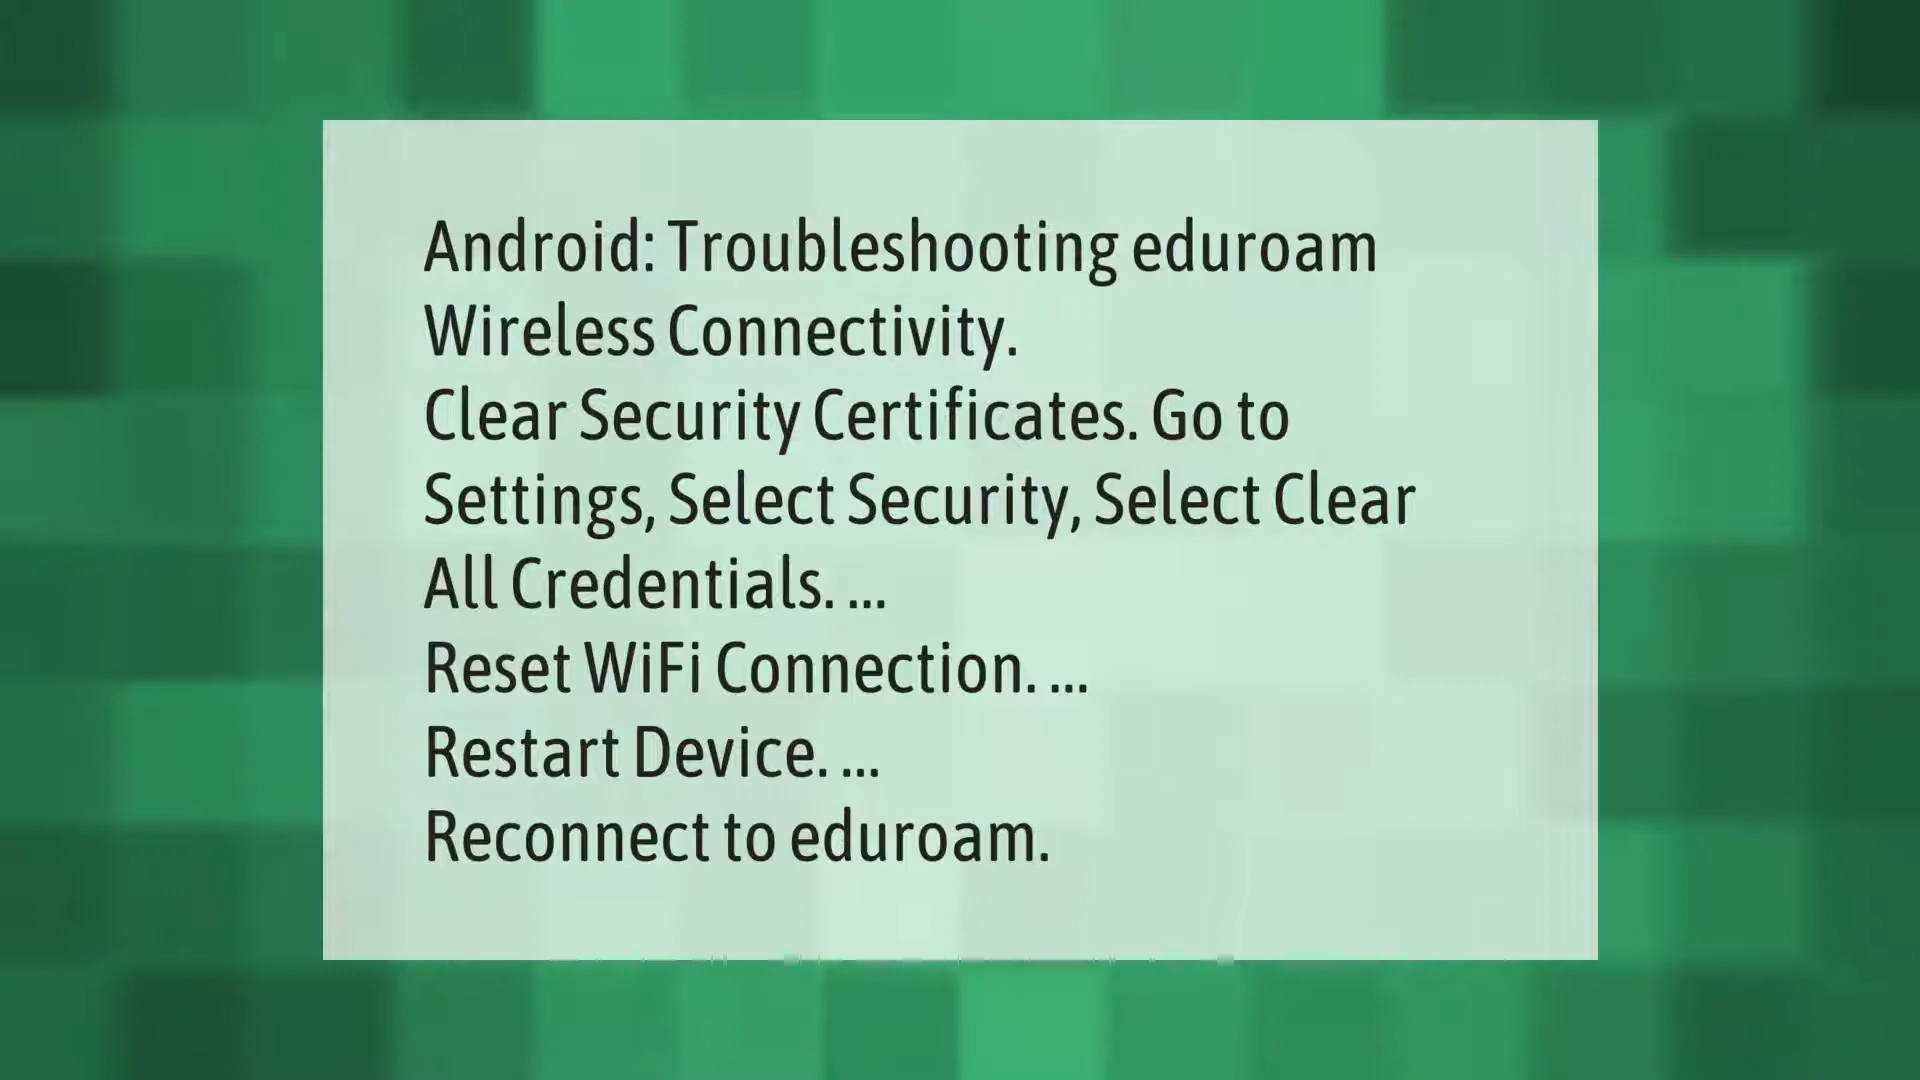 Android: Troubleshooting eduroam
Wireless Connectivity.
Clear Security Certificates. Go to
Settings, Select Security, Select Clear
All Credentials. ...
Reset WiFi Connection. ...
Restart Device. ...
Reconnect to eduroam.